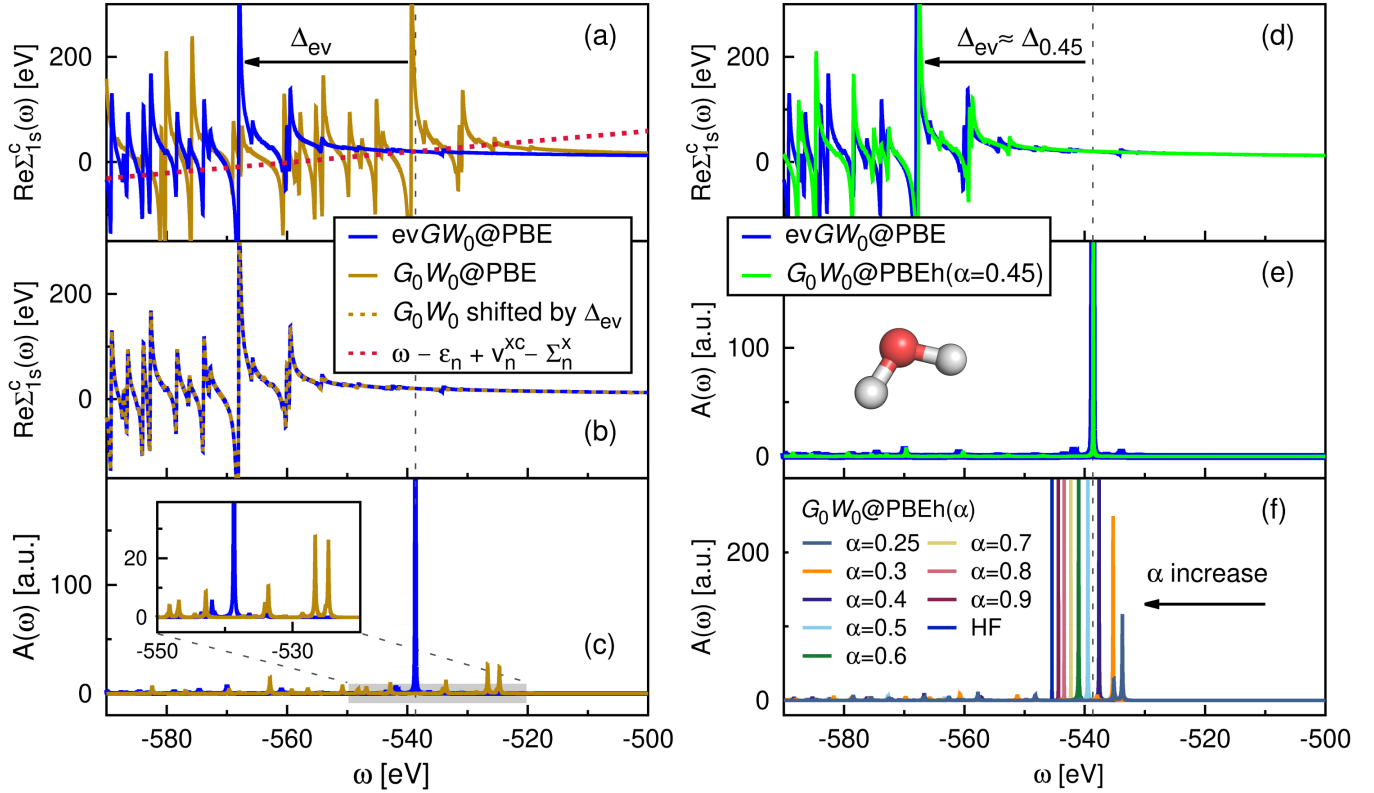 (a)
Δev
200
0
ReΣᶜ₁ₛ(ω) [eV]
evGW₀@PBE
G₀W₀@PBE
G₀W₀ shifted by Δev
ω − εₙ + vₙˣᶜ − Σₙˣ
200
0
ReΣᶜ₁ₛ(ω) [eV]
(b)
-550
-530
20
0
100
0
A(ω) [a.u.]
(c)
-580
-560
-540
-520
-500
ω [eV]
(d)
Δev ≈ Δ0.45
200
0
ReΣᶜ₁ₛ(ω) [eV]
evGW₀@PBE
G₀W₀@PBEh(α=0.45)
(e)
100
0
A(ω) [a.u.]
(f)
G₀W₀@PBEh(α)
α=0.25
α=0.3
α=0.4
α=0.5
α=0.6
α=0.7
α=0.8
α=0.9
HF
α increase
200
0
A(ω) [a.u.]
-580
-560
-540
-520
-500
ω [eV]